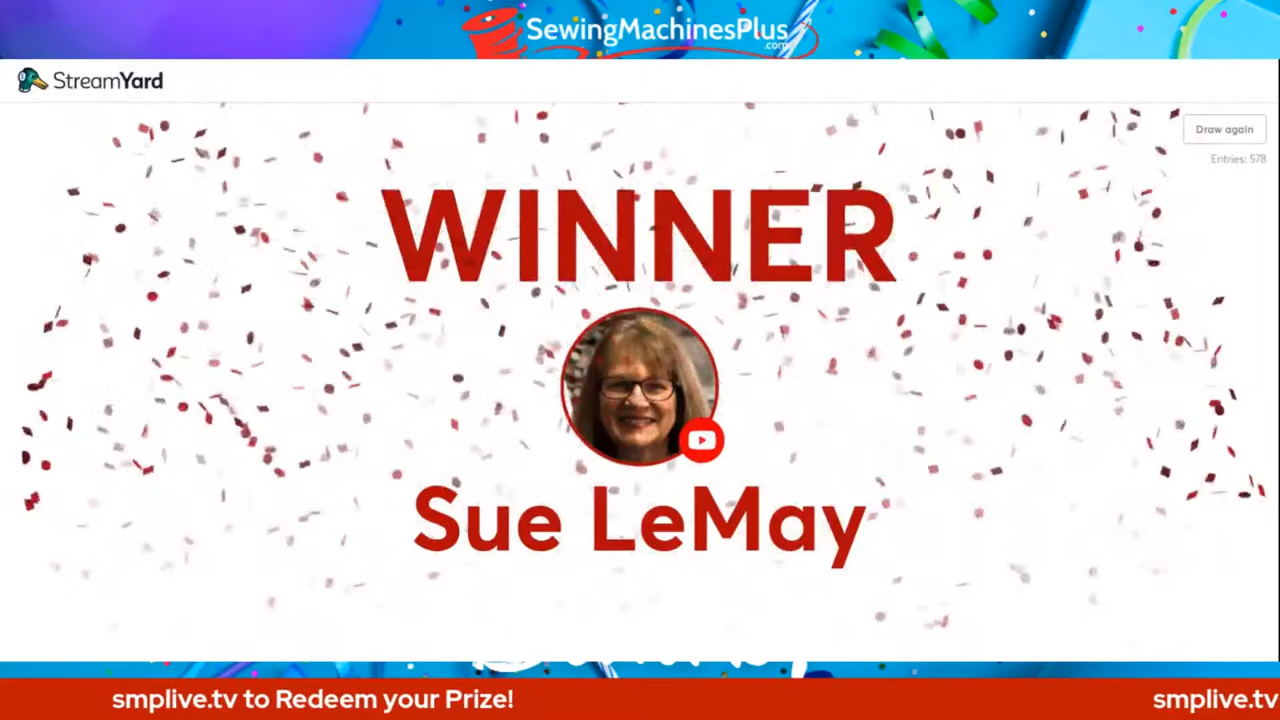 SewingMachinesPlus
.com
StreamYard
Draw again
Entries: 578
WINNER
Sue LeMay
smplive.tv to Redeem your Prize! smplive.tv